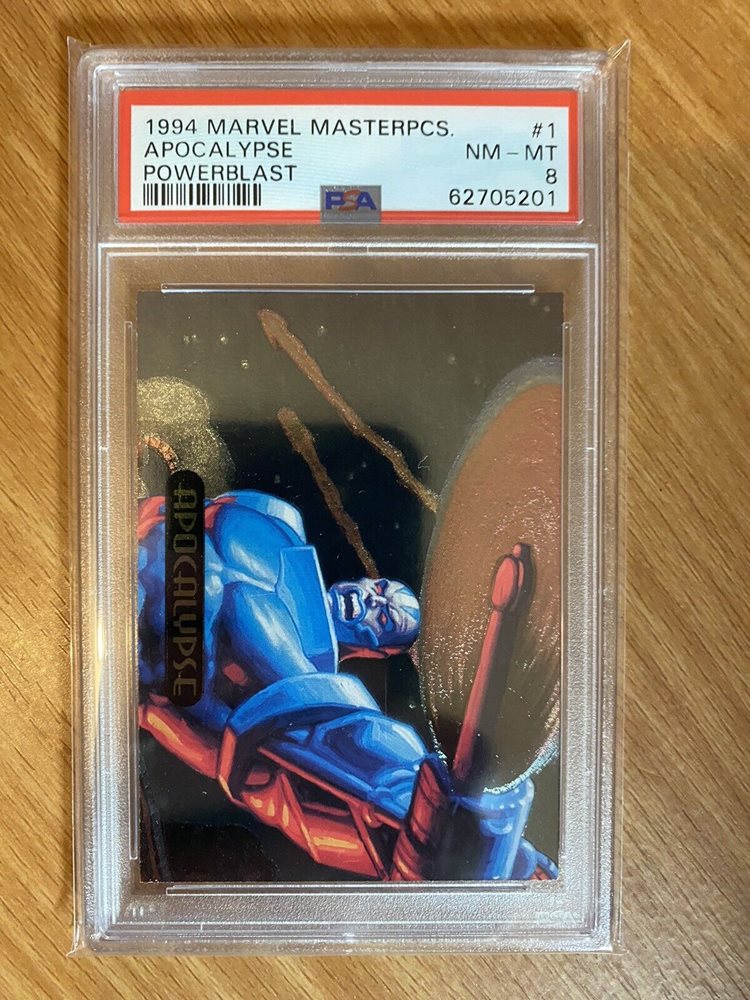 1994 MARVEL MASTERPCS. #1
APOCALYPSE NM - MT
POWERBLAST 8
PSA 62705201
APOCALYPSE